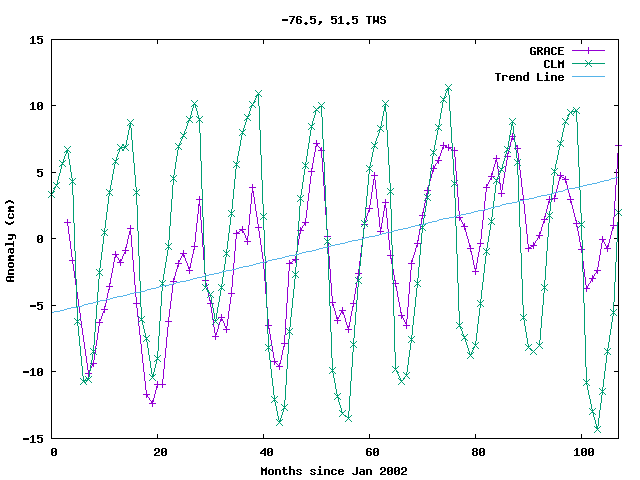 -76.5, 51.5 TWS
GRACE
CLM
Trend Line
15
10
5
0
-5
-10
-15
Anomaly (cm)
0 20 40 60 80 100
Months since Jan 2002